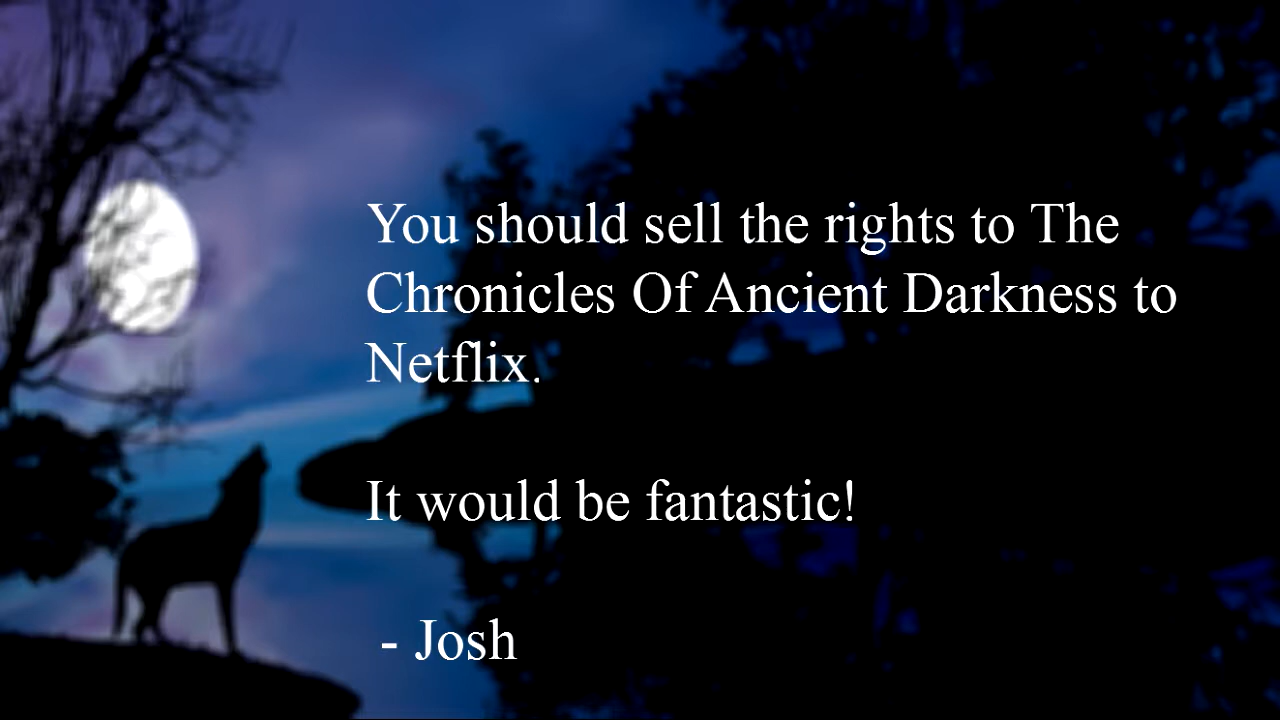 You should sell the rights to The
Chronicles Of Ancient Darkness to
Netflix.
It would be fantastic!
- Josh